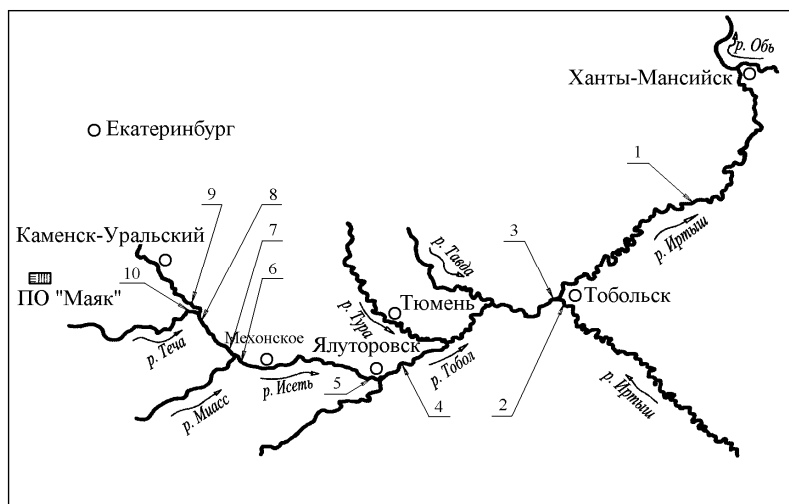 р. Обь
Ханты-Мансийск
Екатеринбург
1
9
8
7
6
3
Каменск-Уральский
р. Тавда
р. Иртыш
10
ПО "Маяк"
Тобольск
Тюмень
р. Тура
Мехонское
Ялуторовск
р. Теча
р. Тобол
р. Исеть
5
4
2
р. Иртыш
р. Миасс